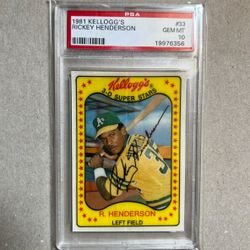 PSA
1981 KELLOGG'S #33
RICKEY HENDERSON GEM MT
10
19976356
Kellogg's
3-D SUPER STARS
R. HENDERSON
LEFT FIELD